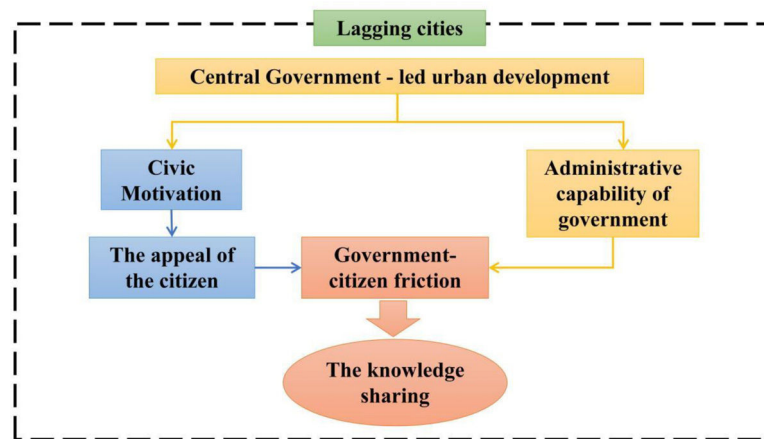 Lagging cities
Central Government - led urban development
Civic
Motivation
Administrative
capability of
government
The appeal of
the citizen
Government-
citizen friction
The knowledge
sharing